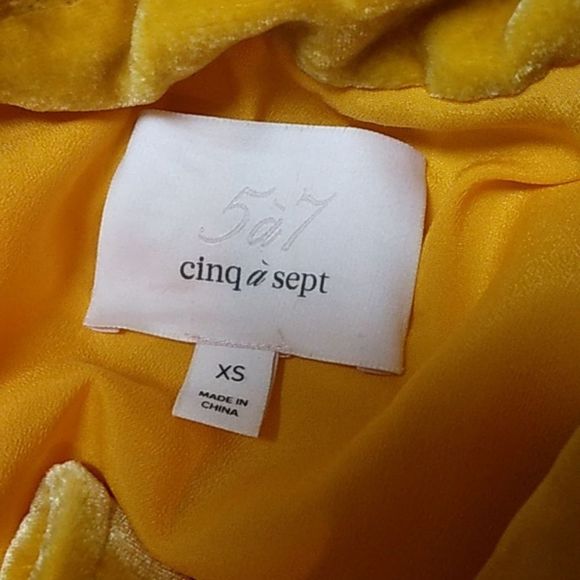 5à7
cinq à sept
XS
MADE IN
CHINA